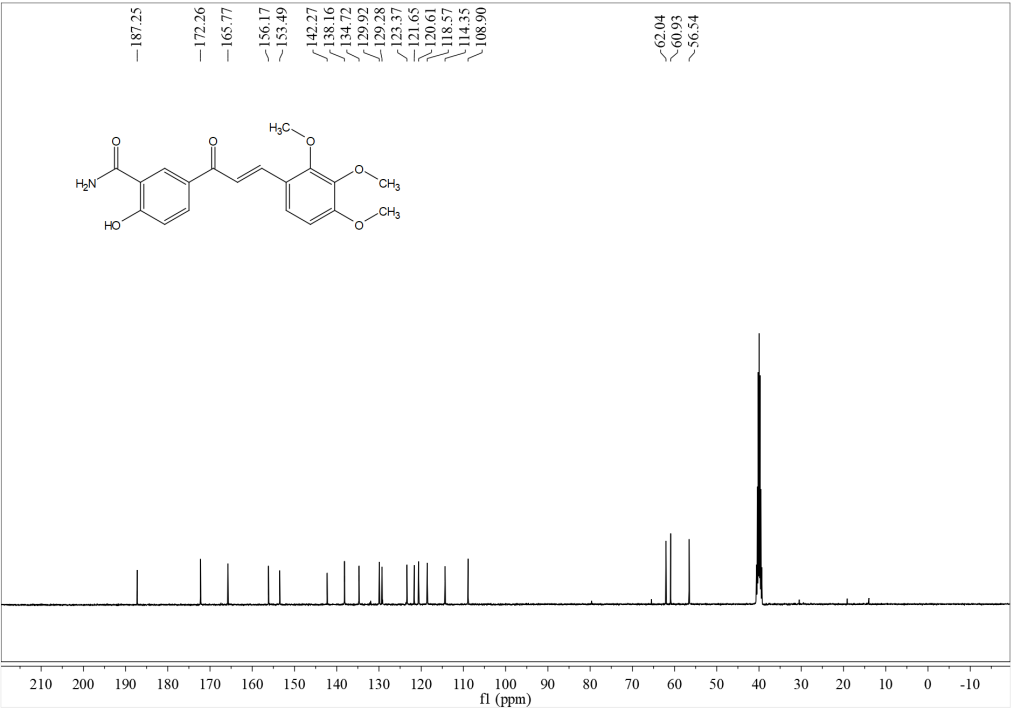 187.25
172.26
165.77
156.17
153.49
142.27
138.16
134.72
129.92
129.28
123.37
121.65
120.61
118.57
114.35
108.90
62.04
60.93
56.54
H3C
O
O
O
O
CH3
H2N
O
CH3
HO
210 200 190 180 170 160 150 140 130 120 110 100 90 80 70 60 50 40 30 20 10 0 -10
f1 (ppm)